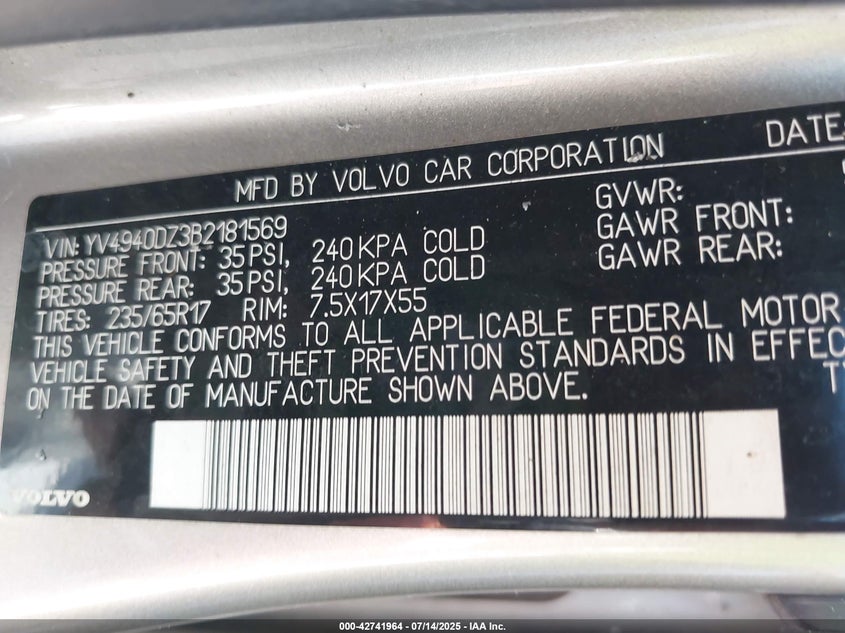 MFD BY VOLVO CAR CORPORATION DATE
VIN: YV4940DZ3B2181569 GVWR:
PRESSURE FRONT: 35PSI, 240KPA COLD GAWR FRONT:
PRESSURE REAR: 35PSI, 240KPA COLD GAWR REAR:
TIRES: 235/65R17 RIM: 7.5X17X55
THIS VEHICLE CONFORMS TO ALL APPLICABLE FEDERAL MOTOR
VEHICLE SAFETY AND THEFT PREVENTION STANDARDS IN EFFEC
ON THE DATE OF MANUFACTURE SHOWN ABOVE.
VOLVO
000-42741964 / 07/14/2025 - IAA Inc.